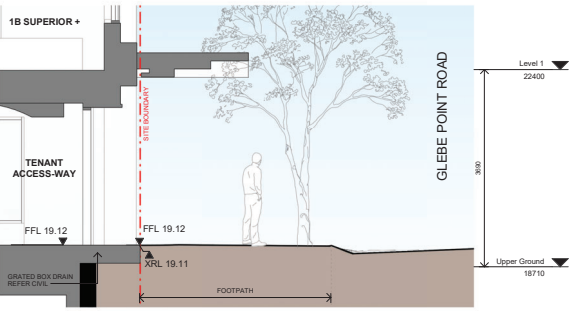 1B SUPERIOR +
SITE BOUNDARY
GLEBE POINT ROAD
Level 1
22400
3690
TENANT
ACCESS-WAY
FFL 19.12
FFL 19.12
XRL 19.11
Upper Ground
18710
GRATED BOX DRAIN
REFER CIVIL
FOOTPATH